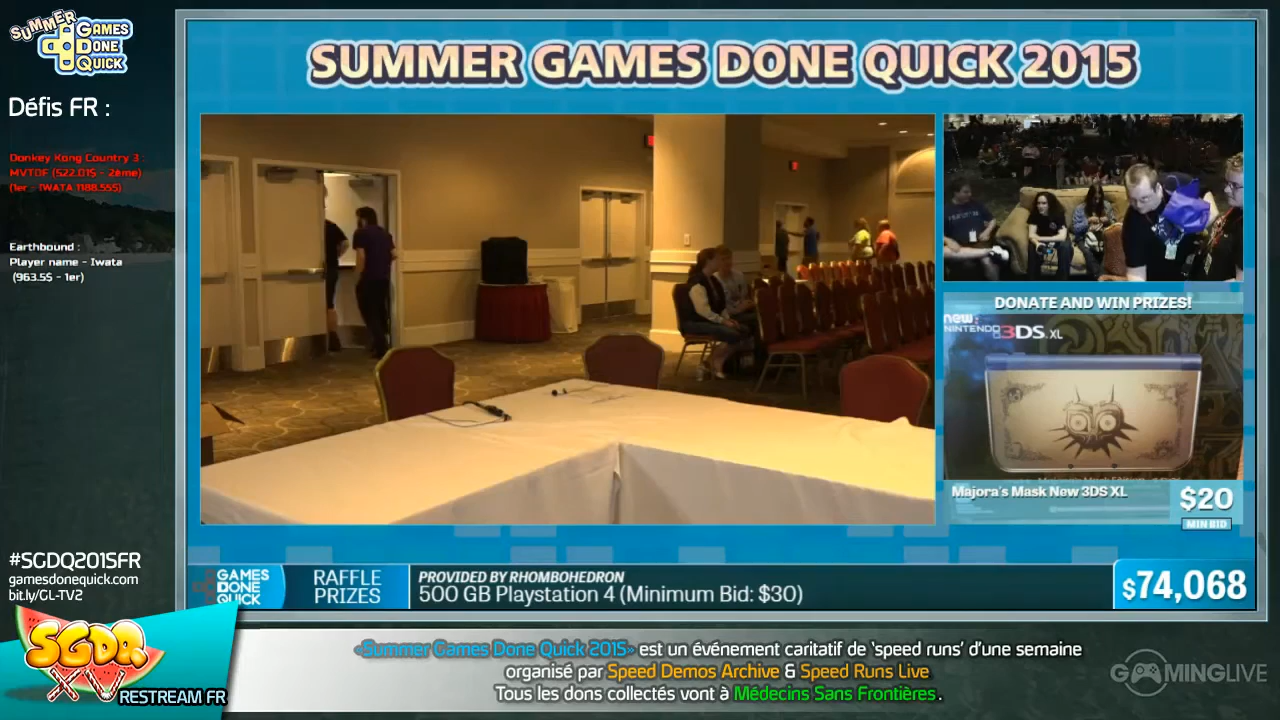 SUMMER
GAMES
DONE
QUICK
Défis FR :
Donkey Kong Country 3 :
MVTDF (522.01$ - 2ème)
(1er - IWATA 1188.55$)
Earthbound :
Player name - Iwata
(963.5$ - 1er)
#SGDQ2015FR
gamesdonequick.com
bit.ly/GL-TV2
SUMMER GAMES DONE QUICK 2015
DONATE AND WIN PRIZES!
new
NINTENDO 3DS XL
Majora's Mask New 3DS XL
$20
MIN BID
GAMES
DONE
QUICK
RAFFLE
PRIZES
PROVIDED BY RHOMBOHEDRON
500 GB Playstation 4 (Minimum Bid: $30)
$74,068
SGDQ
XV
RESTREAM FR
«Summer Games Done Quick 2015» est un événement caritatif de 'speed runs' d'une semaine
organisé par Speed Demos Archive & Speed Runs Live
Tous les dons collectés vont à Médecins Sans Frontières.
GAMINGLIVE